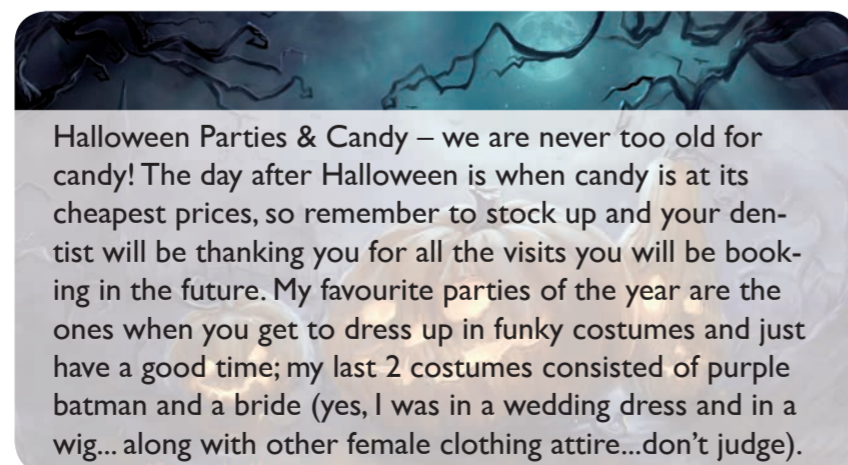 Halloween Parties & Candy – we are never too old for
candy! The day after Halloween is when candy is at its
cheapest prices, so remember to stock up and your den-
tist will be thanking you for all the visits you will be book-
ing in the future. My favourite parties of the year are the
ones when you get to dress up in funky costumes and just
have a good time; my last 2 costumes consisted of purple
batman and a bride (yes, I was in a wedding dress and in a
wig... along with other female clothing attire...don’t judge).